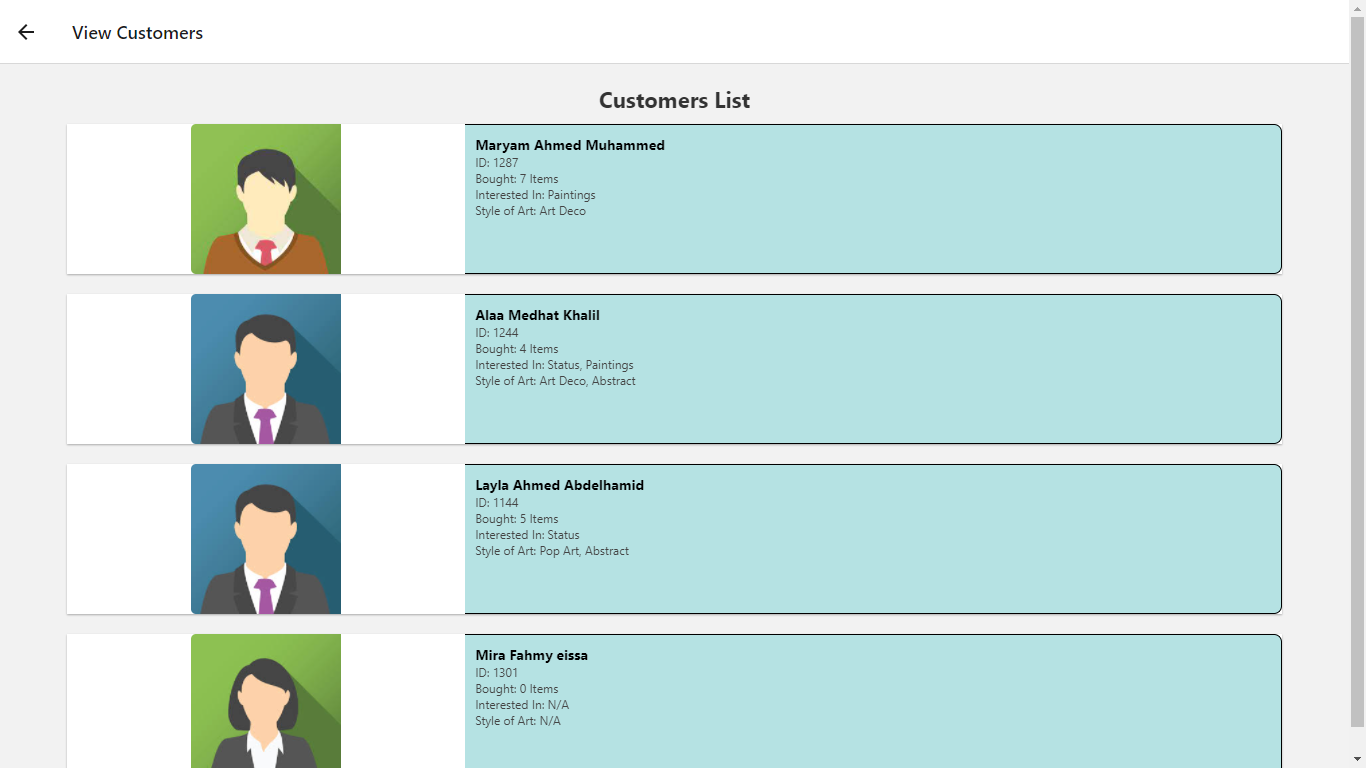 View Customers
Customers List
Maryam Ahmed Muhammed
ID: 1287
Bought: 7 Items
Interested In: Paintings
Style of Art: Art Deco
Alaa Medhat Khalil
ID: 1244
Bought: 4 Items
Interested In: Status, Paintings
Style of Art: Art Deco, Abstract
Layla Ahmed Abdelhamid
ID: 1144
Bought: 5 Items
Interested In: Status
Style of Art: Pop Art, Abstract
Mira Fahmy eissa
ID: 1301
Bought: 0 Items
Interested In: N/A
Style of Art: N/A